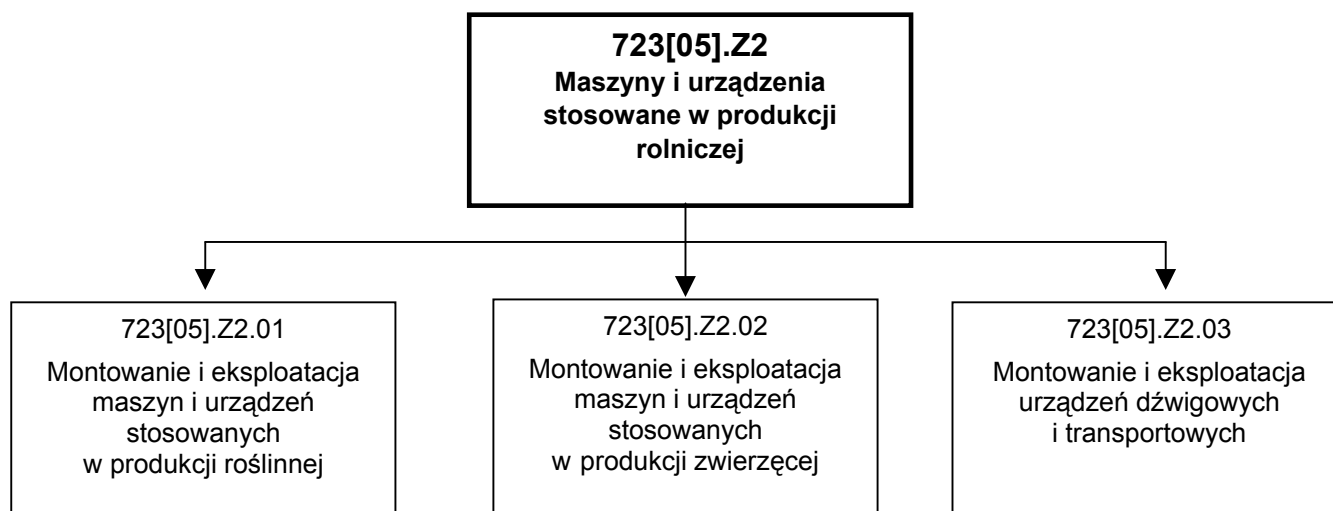 723[05].Z2
Maszyny i urządzenia
stosowane w produkcji
rolniczej
723[05].Z2.01
Montowanie i eksploatacja
maszyn i urządzeń
stosowanych
w produkcji roślinnej
723[05].Z2.02
Montowanie i eksploatacja
maszyn i urządzeń
stosowanych
w produkcji zwierzęcej
723[05].Z2.03
Montowanie i eksploatacja
urządzeń dźwigowych
i transportowych